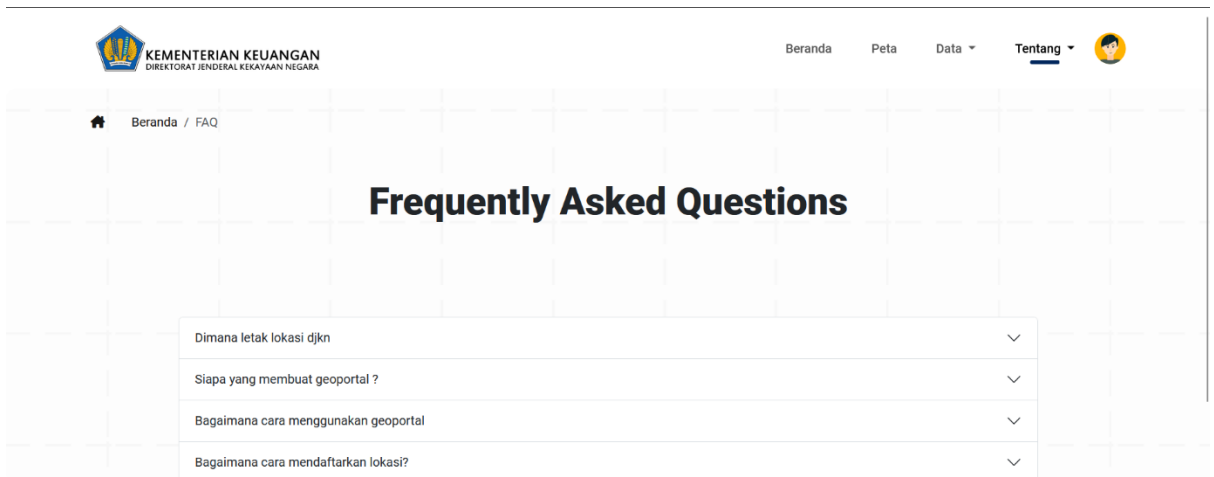 KEMENTERIAN KEUANGAN
DIREKTORAT JENDERAL KEKAYAAN NEGARA
Beranda Peta Data Tentang
Beranda / FAQ
Frequently Asked Questions
Dimana letak lokasi djkn
Siapa yang membuat geoportal ?
Bagaimana cara menggunakan geoportal
Bagaimana cara mendaftarkan lokasi?